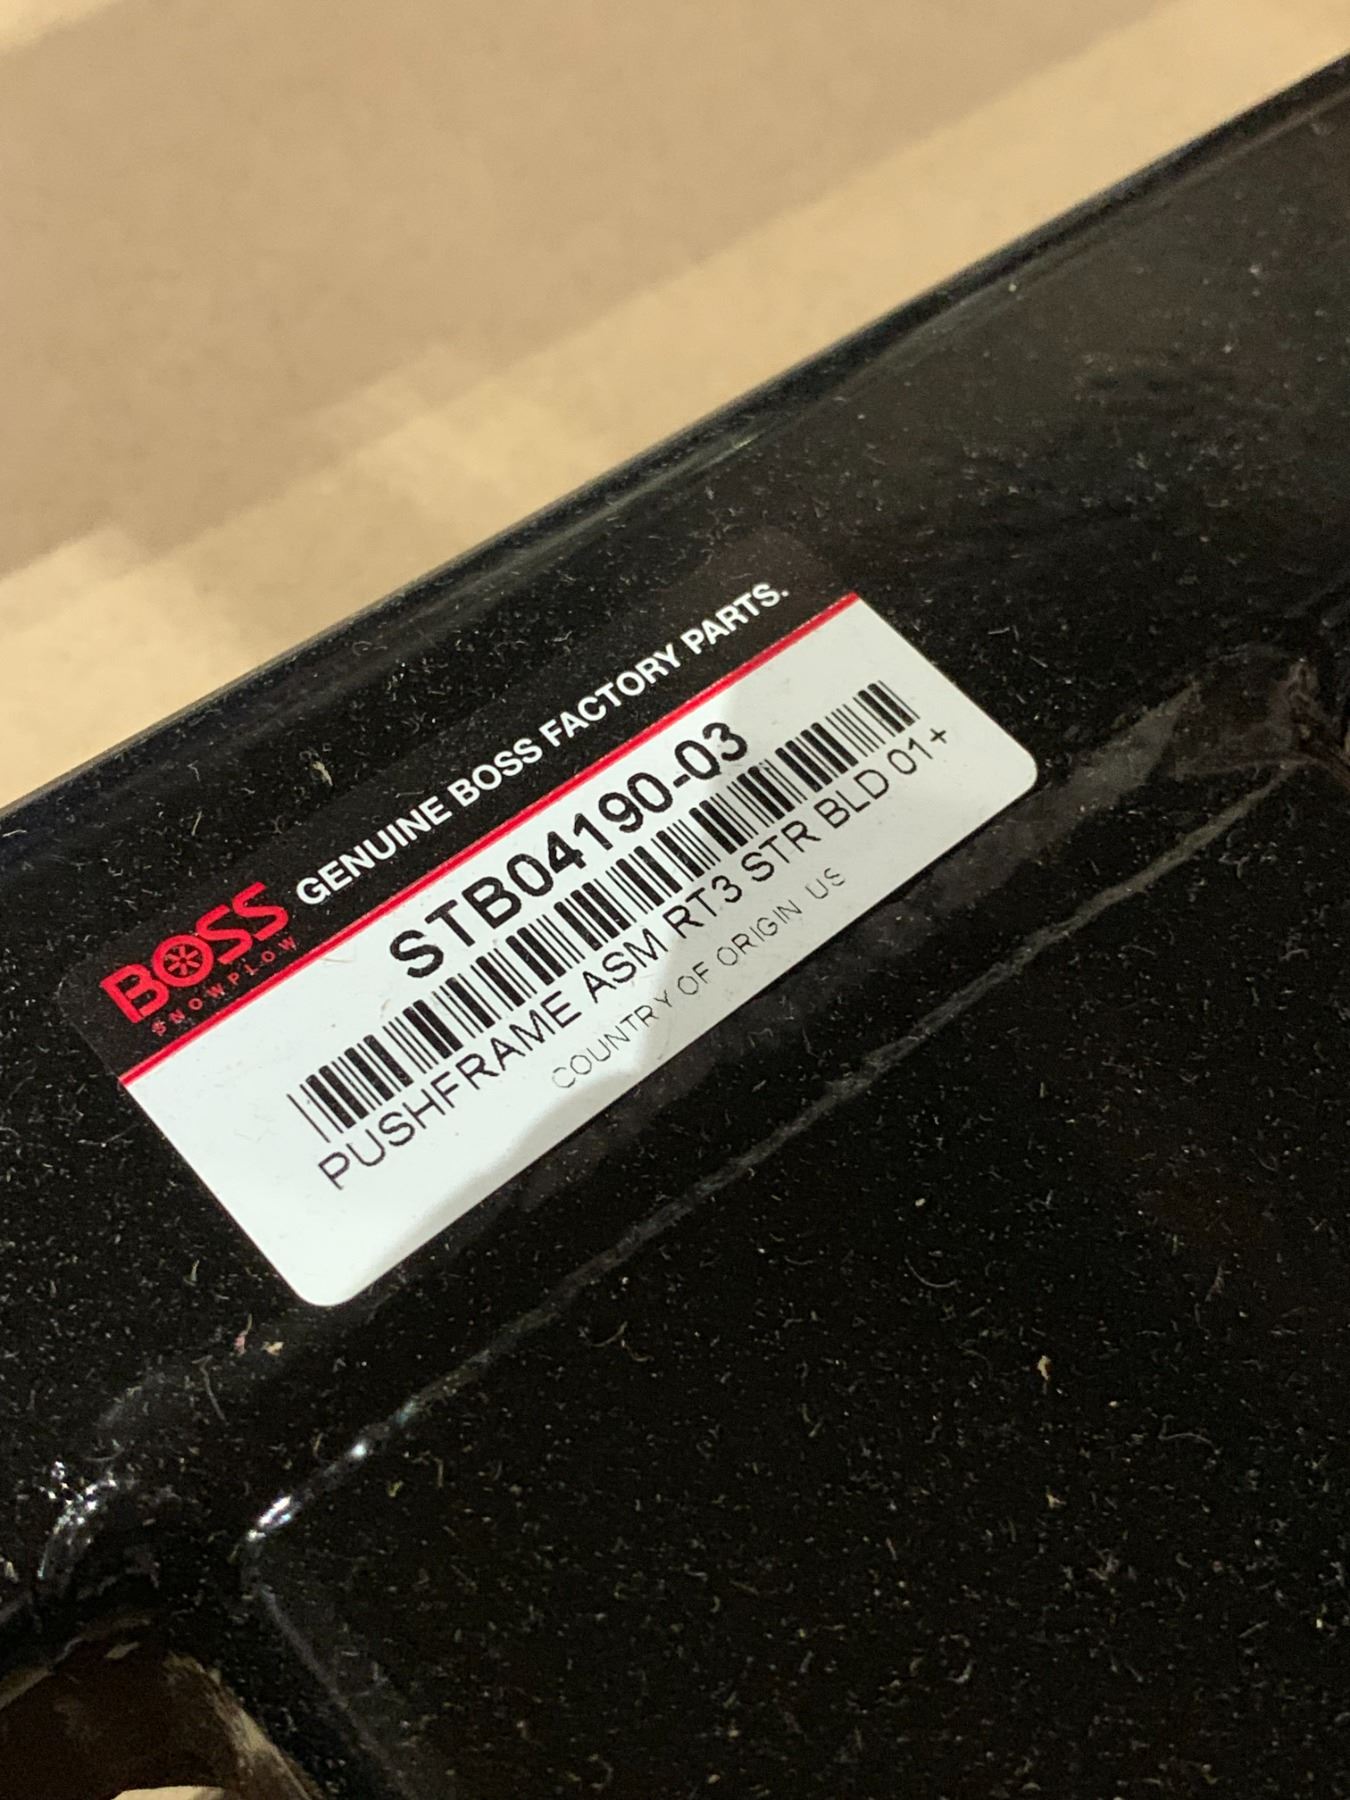 BOSS
SNOWPLOW
GENUINE BOSS FACTORY PARTS.
STB04190-03
PUSHFRAME ASM RT3 STR BLD 01+
COUNTRY OF ORIGIN US